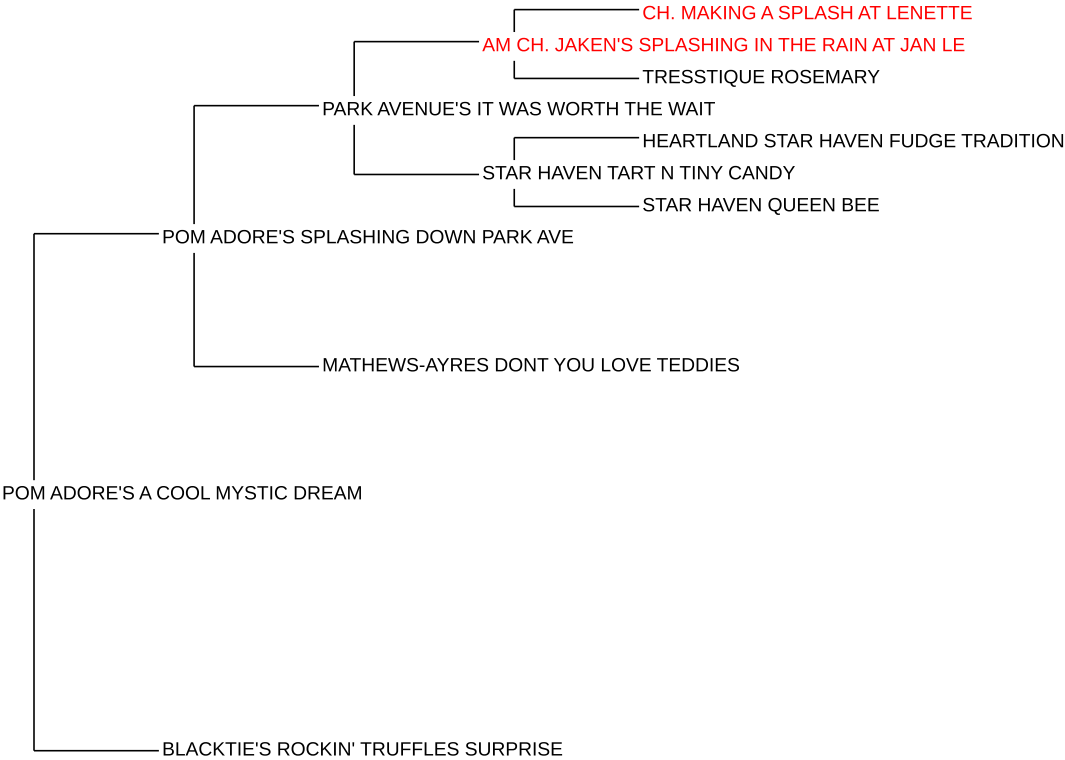 CH. MAKING A SPLASH AT LENETTE
AM CH. JAKEN'S SPLASHING IN THE RAIN AT JAN LE
TRESSTIQUE ROSEMARY
PARK AVENUE'S IT WAS WORTH THE WAIT
HEARTLAND STAR HAVEN FUDGE TRADITION
STAR HAVEN TART N TINY CANDY
STAR HAVEN QUEEN BEE
POM ADORE'S SPLASHING DOWN PARK AVE
MATHEWS-AYRES DONT YOU LOVE TEDDIES
POM ADORE'S A COOL MYSTIC DREAM
BLACKTIE'S ROCKIN' TRUFFLES SURPRISE